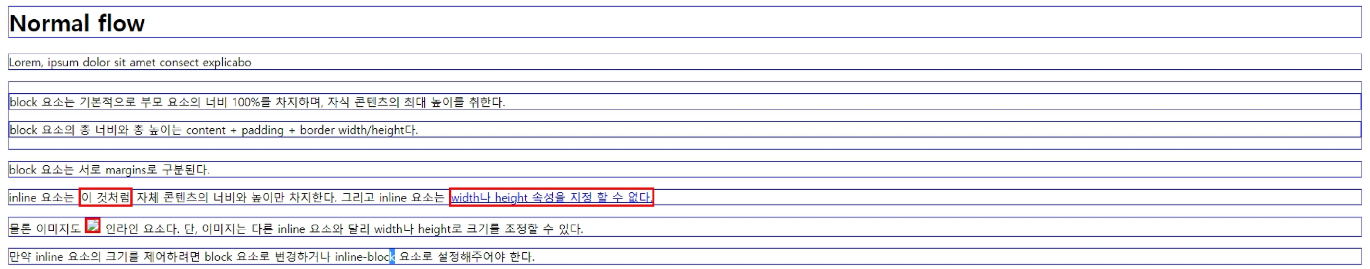 Normal flow
Lorem, ipsum dolor sit amet consect explicabo
block 요소는 기본적으로 부모 요소의 너비 100%를 차지하며, 자식 콘텐츠의 최대 높이를 취한다.
block 요소의 총 너비와 총 높이는 content + padding + border width/height다.
block 요소는 서로 margins로 구분된다.
inline 요소는 이 것처럼 자체 콘텐츠의 너비와 높이만 차지한다. 그리고 inline 요소는 width나 height 속성을 지정 할 수 없다.
물론 이미지도 인라인 요소다. 단, 이미지는 다른 inline 요소와 달리 width나 height로 크기를 조정할 수 있다.
만약 inline 요소의 크기를 제어하려면 block 요소로 변경하거나 inline-block 요소로 설정해주어야 한다.